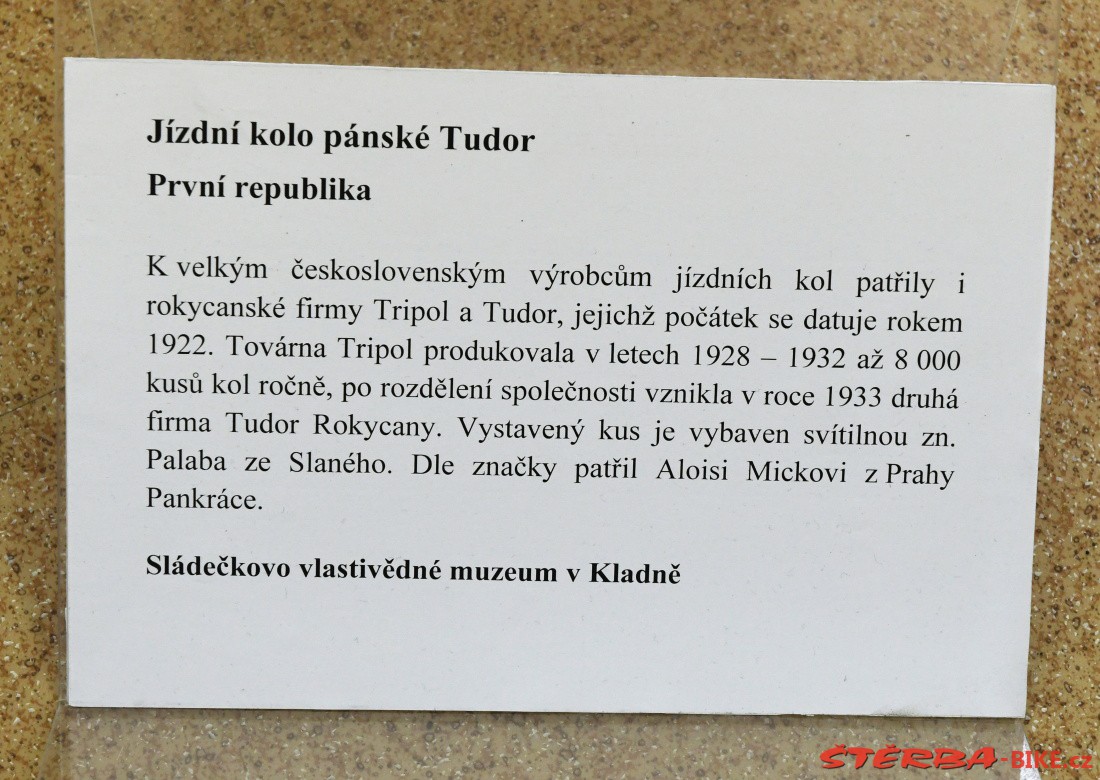 Jízdní kolo pánské Tudor
První republika
K velkým československým výrobcům jízdních kol patřily i
rokycanské firmy Tripol a Tudor, jejichž počátek se datuje rokem
1922. Továrna Tripol produkovala v letech 1928 – 1932 až 8 000
kusů kol ročně, po rozdělení společnosti vznikla v roce 1933 druhá
firma Tudor Rokycany. Vystavený kus je vybaven svítilnou zn.
Palaba ze Slaného. Dle značky patřil Aloisi Mickovi z Prahy
Pankráce.
Sládečkovo vlastivědné muzeum v Kladně
ŠTĚRBA-BIKE.cz